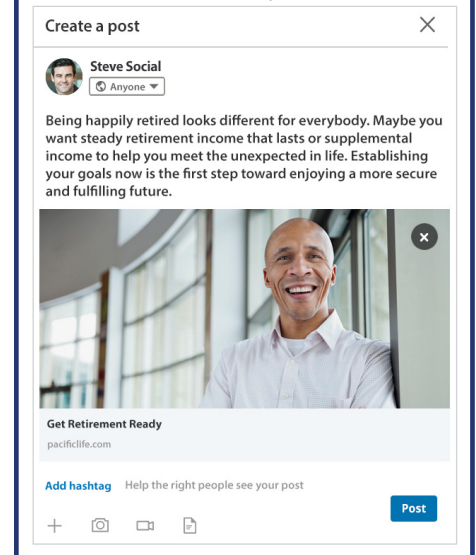 Create a post
Steve Social
Anyone
Being happily retired looks different for everybody. Maybe you
want steady retirement income that lasts or supplemental
income to help you meet the unexpected in life. Establishing
your goals now is the first step toward enjoying a more secure
and fulfilling future.
Get Retirement Ready
pacificlife.com
Add hashtag Help the right people see your post
Post